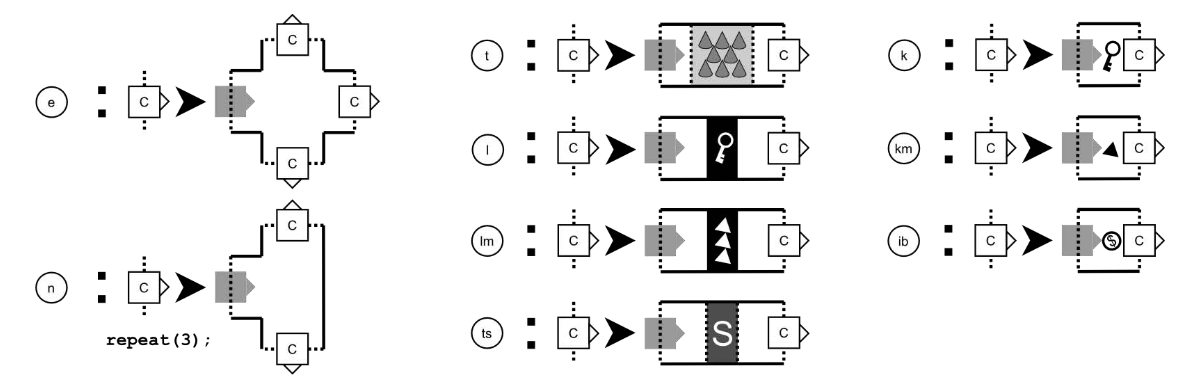 C
e : C C
C
C
n : C
C
repeat(3);
t : C C
l : C C
lm : C C
ts : C S C
k : C C
km : C C
ib : C $ C